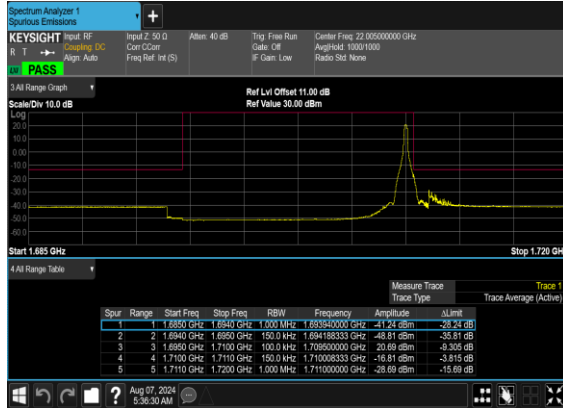 Spectrum Analyzer 1
Spurious Emissions
KEYSIGHT Input: RF Input Z: 50 Ω Atten: 40 dB Trig: Free Run Center Freq: 22.005000000 GHz
R T Coupling: DC Corr CCorr Gate: Off Avg|Hold: 1000/1000
Align: Auto Freq Ref: Int (S) IF Gain: Low Radio Std: None
PASS
3 All Range Graph
Ref Lvl Offset 11.00 dB
Scale/Div 10.0 dB Ref Value 30.00 dBm
Log
20.0
10.0
0.00
-10.0
-20.0
-30.0
-40.0
-50.0
-60.0
Start 1.685 GHz Stop 1.720 GH
4 All Range Table
Measure Trace Trace 1
Trace Type Trace Average (Active)
Spur Range Start Freq Stop Freq RBW Frequency Amplitude ΔLimit
1 1 1.6850 GHz 1.6940 GHz 1.000 MHz 1.693940000 GHz -41.24 dBm -28.24 dB
2 2 1.6940 GHz 1.6950 GHz 150.0 kHz 1.694188333 GHz -48.81 dBm -35.81 dB
3 3 1.6950 GHz 1.7100 GHz 100.0 kHz 1.709500000 GHz 20.69 dBm -9.305 dB
4 4 1.7100 GHz 1.7110 GHz 150.0 kHz 1.710008333 GHz -16.81 dBm -3.815 dB
5 5 1.7110 GHz 1.7200 GHz 1.000 MHz 1.711000000 GHz -28.69 dBm -15.69 dB
Aug 07, 2024
5:36:30 AM